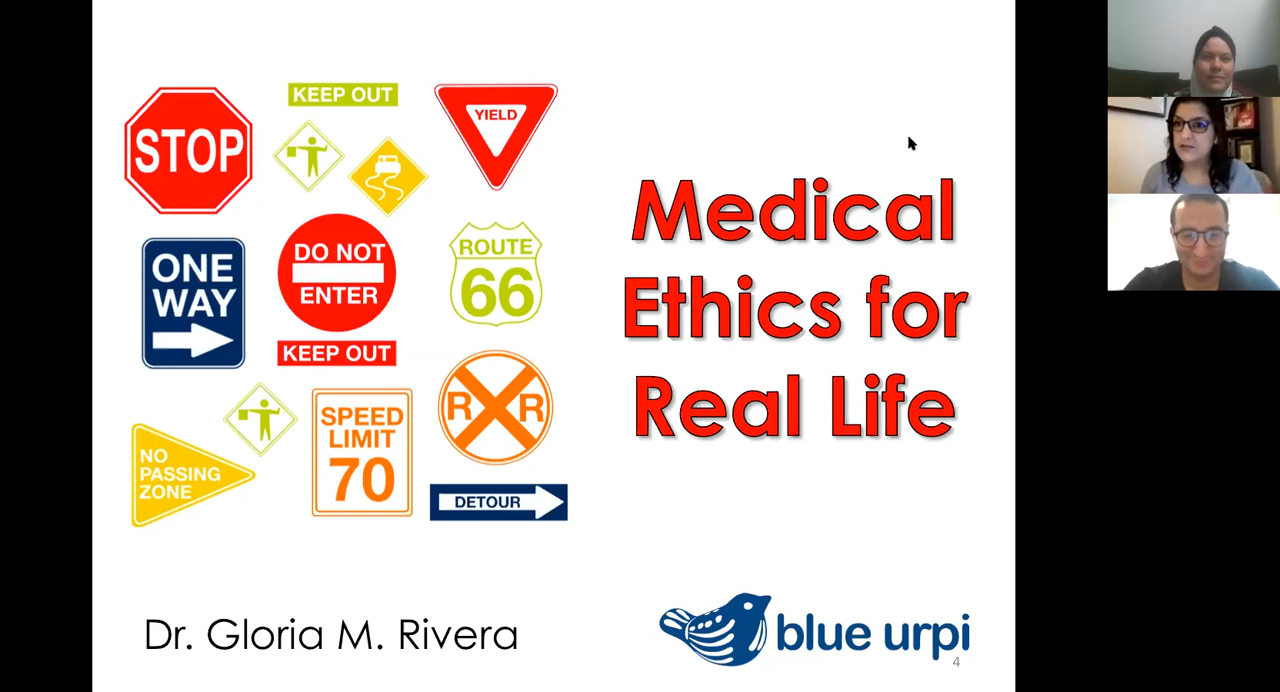 STOP
KEEP OUT
YIELD
ONE
WAY
DO NOT
ENTER
KEEP OUT
ROUTE
66
NO
PASSING
ZONE
SPEED
LIMIT
70
R R
DETOUR
Medical
Ethics for
Real Life
Dr. Gloria M. Rivera
blue urpi
4